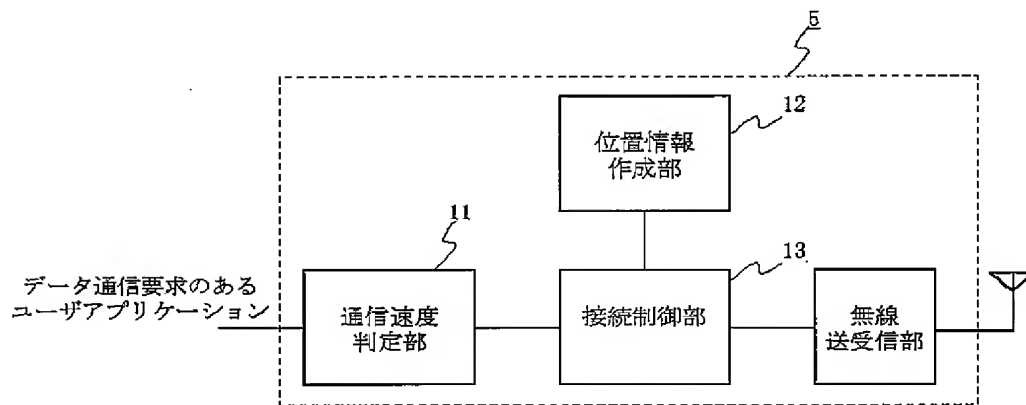 5
12
位置情報
作成部
11
13
データ通信要求のある
ユーザアプリケーション
通信速度
判定部
接続制御部
無線
送受信部